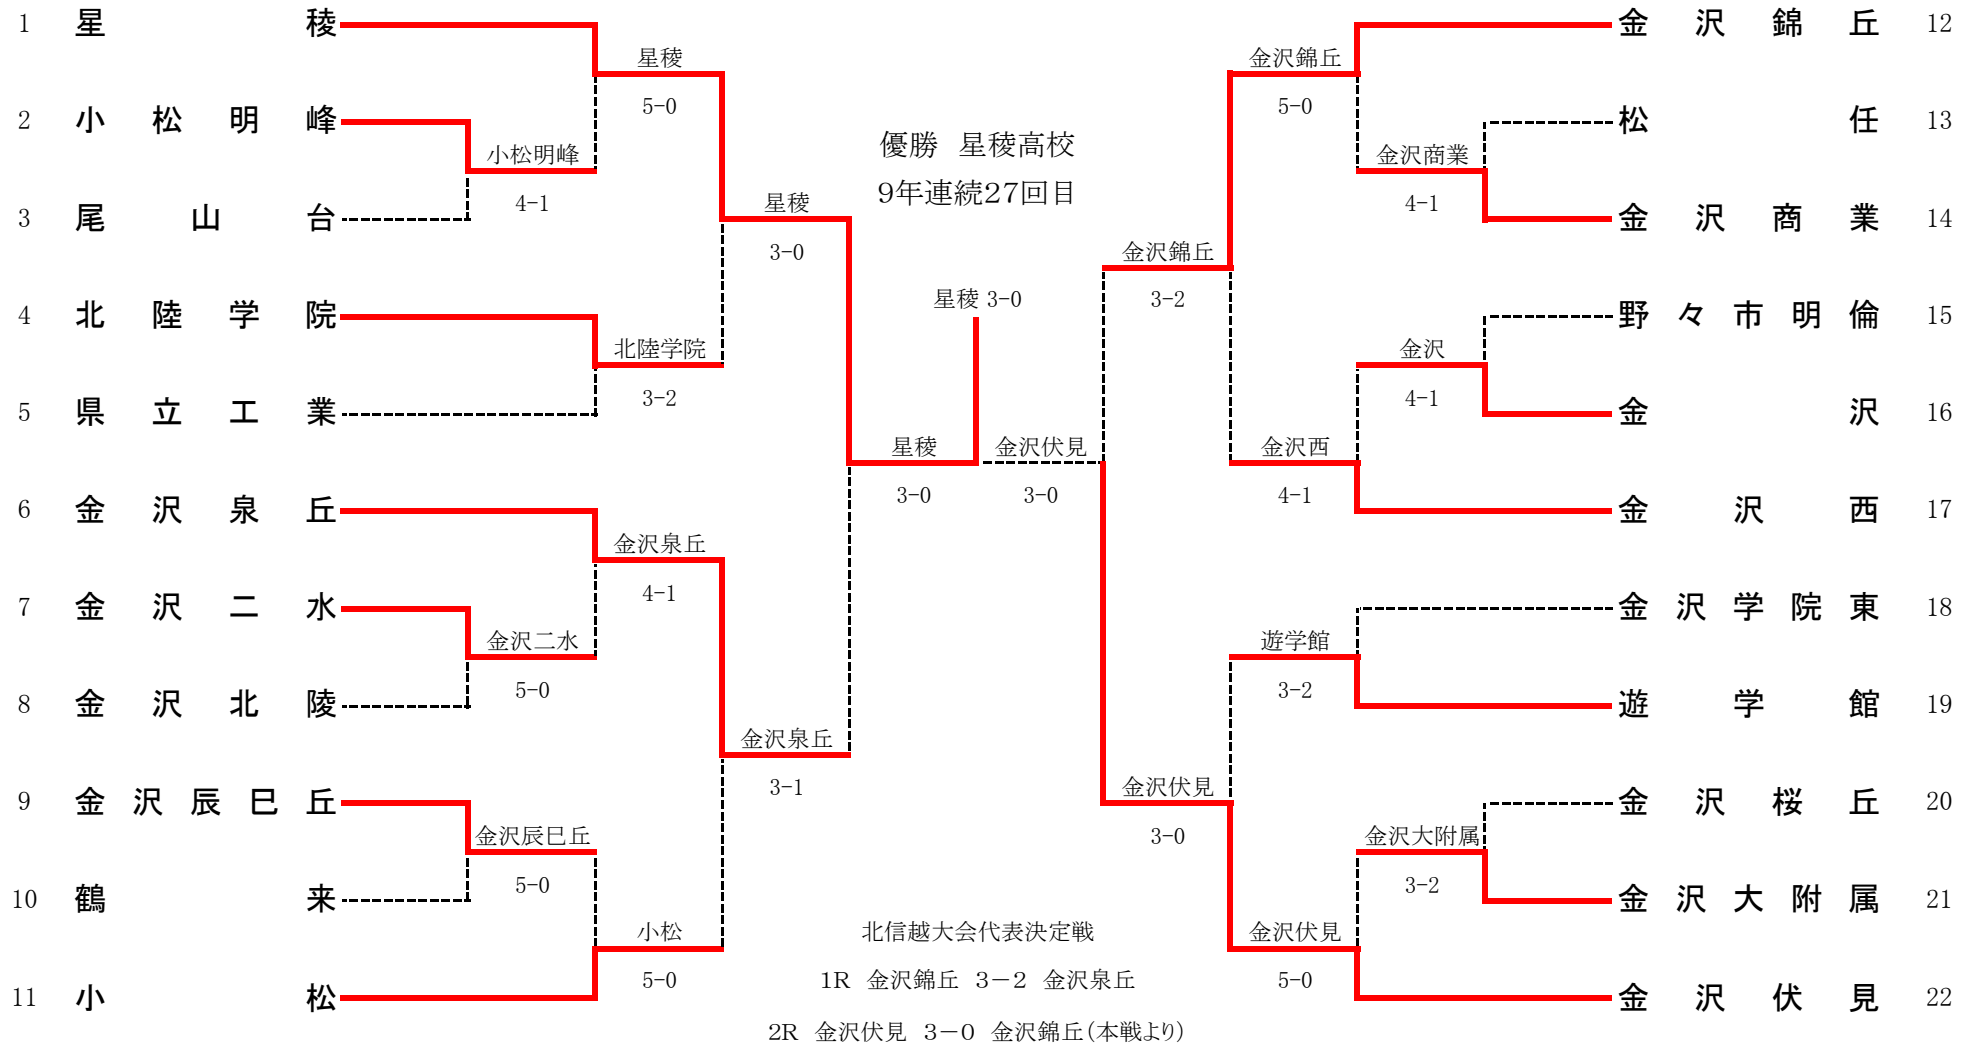 1 星稜
2 小松明峰
3 尾山台
4 北陸学院
5 県立工業
6 金沢泉丘
7 金沢二水
8 金沢北陵
9 金沢辰巳丘
10 鶴来
11 小松
小松明峰
4-1
金沢二水
5-0
金沢辰巳丘
5-0
星稜
5-0
北陸学院
3-2
金沢泉丘
4-1
小松
5-0
星稜
3-0
金沢泉丘
3-1
星稜
3-0
優勝 星稜高校
9年連続27回目
星稜 3-0
金沢伏見
3-0
金沢錦丘
3-2
金沢伏見
3-0
金沢錦丘
5-0
金沢西
4-1
遊学館
3-2
金沢伏見
5-0
金沢商業
4-1
金沢
4-1
金沢大附属
3-2
金沢錦丘 12
松任 13
金沢商業 14
野々市明倫 15
金沢 16
金沢西 17
金沢学院東 18
遊学館 19
金沢桜丘 20
金沢大附属 21
金沢伏見 22
北信越大会代表決定戦
1R 金沢錦丘 3-2 金沢泉丘
2R 金沢伏見 3-0 金沢錦丘(本戦より)